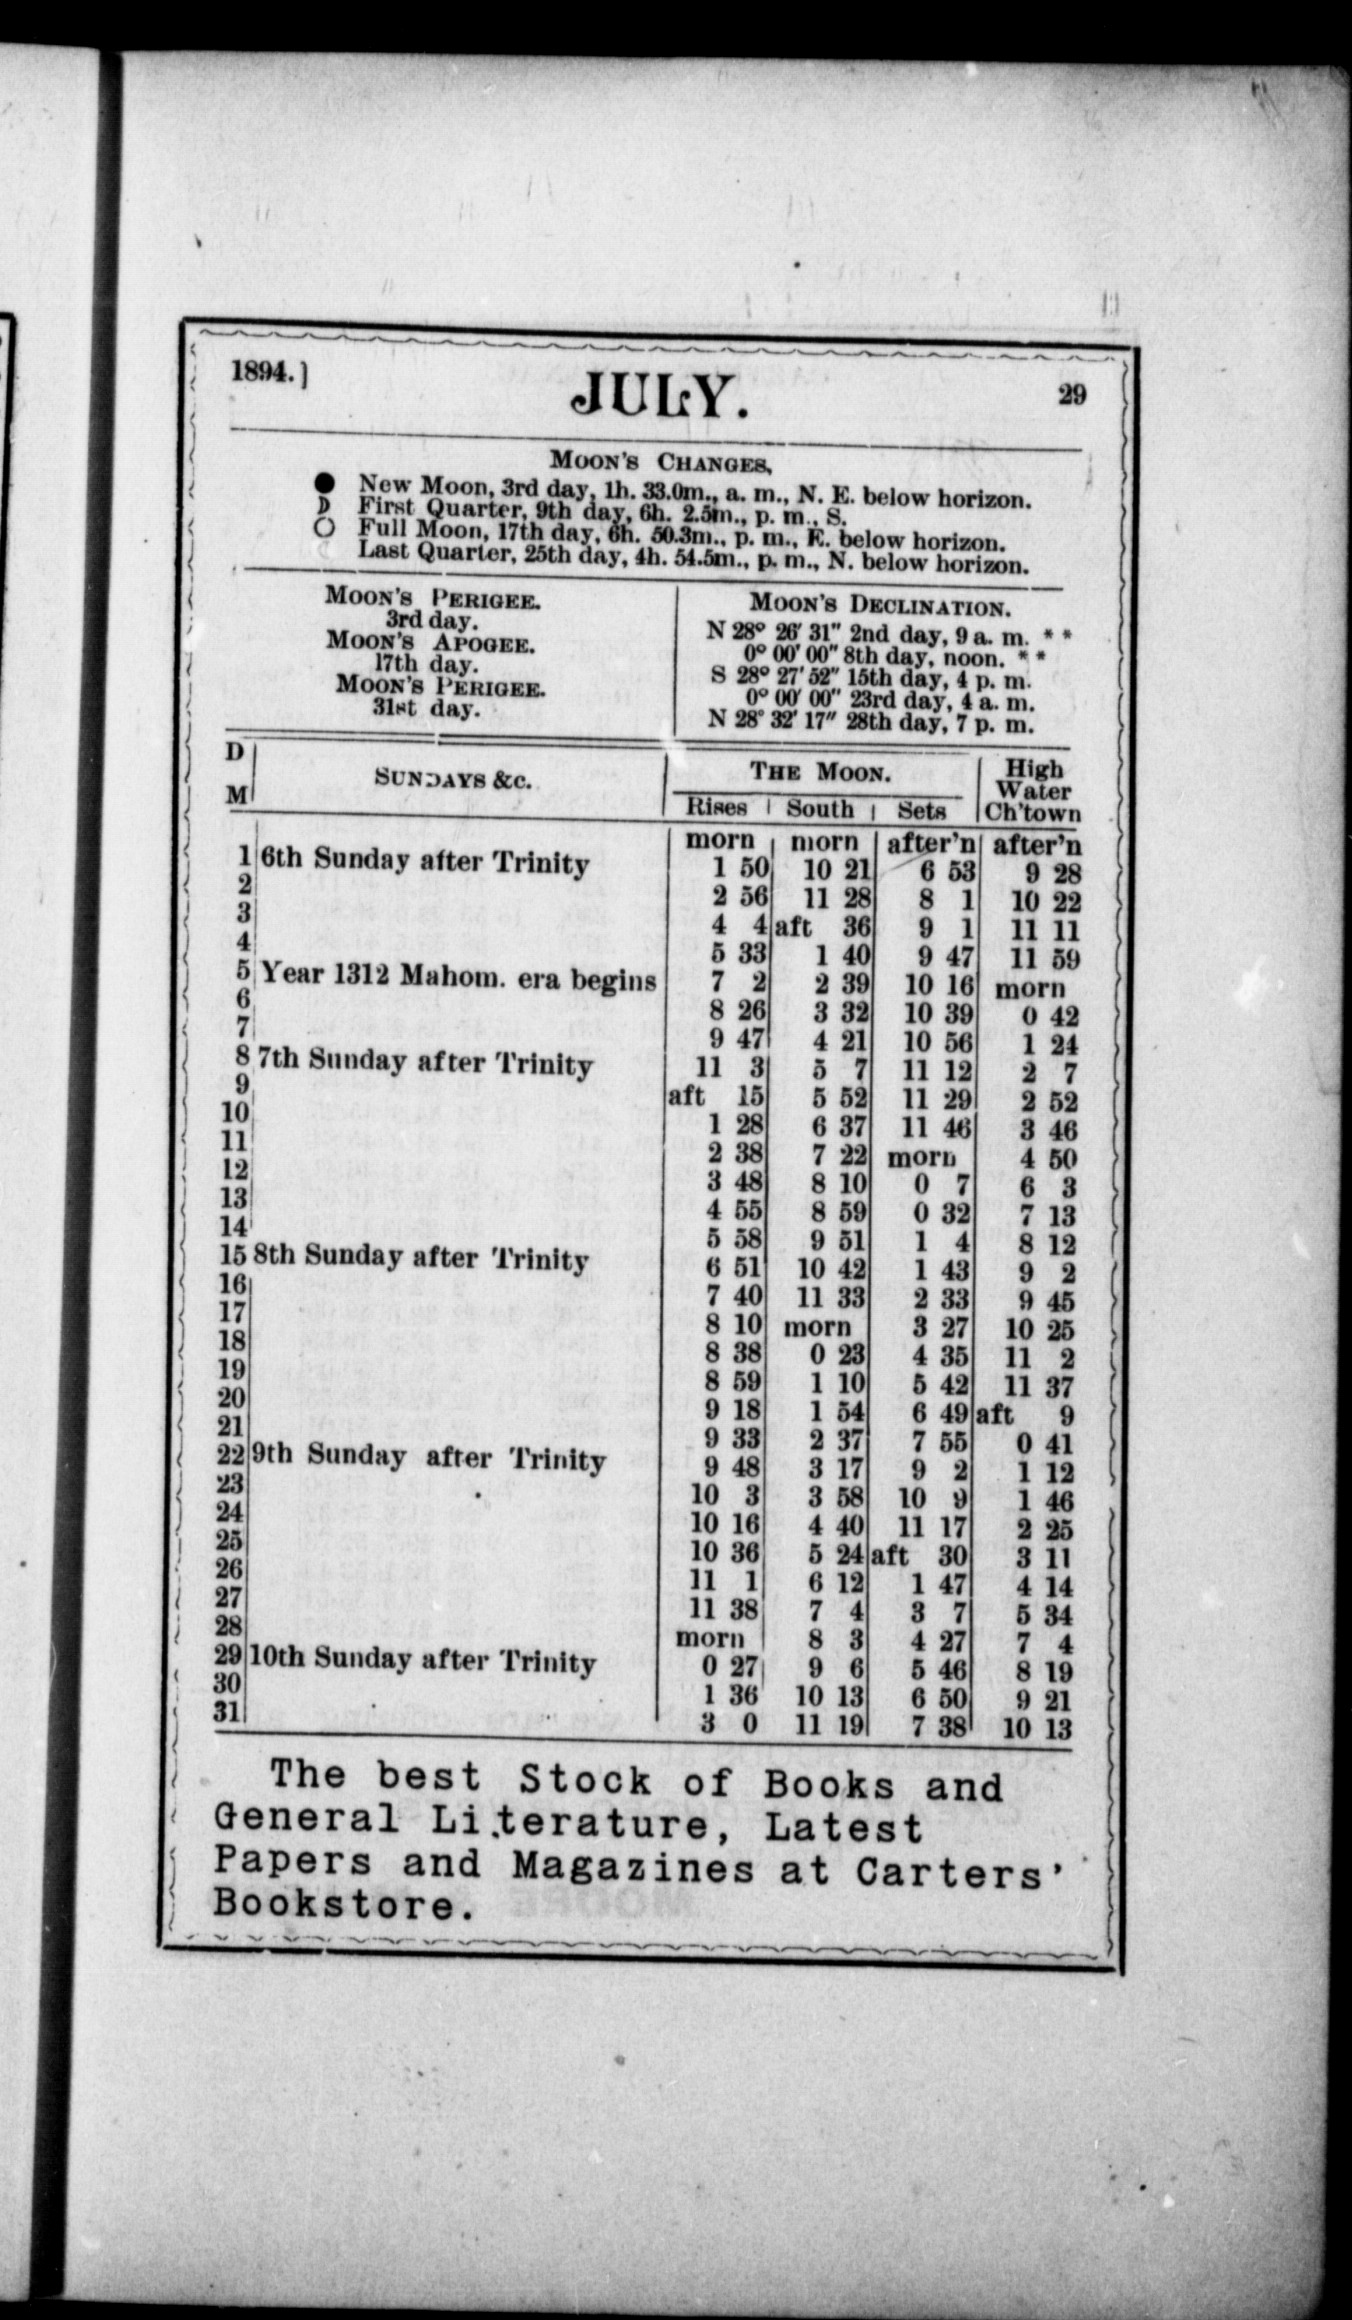 1894.]
JULY.
29
MOON'S CHANGES,
● New Moon, 3rd day, 1h. 33.0m., a. m., N. E. below horizon.
☽ First Quarter, 9th day, 6h. 2.5m., p. m., S.
○ Full Moon, 17th day, 6h. 50.3m., p. m., E. below horizon.
Last Quarter, 25th day, 4h. 54.5m., p. m., N. below horizon.
MOON'S PERIGEE.
3rd day.
MOON'S APOGEE.
17th day.
MOON'S PERIGEE.
31st day.
MOON'S DECLINATION.
N 28° 26′ 31″ 2nd day, 9 a. m. * *
0° 00′ 00″ 8th day, noon. * *
S 28° 27′ 52″ 15th day, 4 p. m.
0° 00′ 00″ 23rd day, 4 a. m.
N 28° 32′ 17″ 28th day, 7 p. m.
D M SUNDAYS &c. THE MOON. High Water Ch'town
Rises South Sets
morn morn after'n after'n
1 6th Sunday after Trinity 1 50 10 21 6 53 9 28
2 2 56 11 28 8 1 10 22
3 4 4 aft 36 9 1 11 11
4 5 33 1 40 9 47 11 59
5 Year 1312 Mahom. era begins 7 2 2 39 10 16 morn
6 8 26 3 32 10 39 0 42
7 9 47 4 21 10 56 1 24
8 7th Sunday after Trinity 11 3 5 7 11 12 2 7
9 aft 15 5 52 11 29 2 52
10 1 28 6 37 11 46 3 46
11 2 38 7 22 morn 4 50
12 3 48 8 10 0 7 6 3
13 4 55 8 59 0 32 7 13
14 5 58 9 51 1 4 8 12
15 8th Sunday after Trinity 6 51 10 42 1 43 9 2
16 7 40 11 33 2 33 9 45
17 8 10 morn 3 27 10 25
18 8 38 0 23 4 35 11 2
19 8 59 1 10 5 42 11 37
20 9 18 1 54 6 49 aft 9
21 9 33 2 37 7 55 0 41
22 9th Sunday after Trinity 9 48 3 17 9 2 1 12
23 10 3 3 58 10 9 1 46
24 10 16 4 40 11 17 2 25
25 10 36 5 24 aft 30 3 11
26 11 1 6 12 1 47 4 14
27 11 38 7 4 3 7 5 34
28 morn 8 3 4 27 7 4
29 10th Sunday after Trinity 0 27 9 6 5 46 8 19
30 1 36 10 13 6 50 9 21
31 3 0 11 19 7 38 10 13
The best Stock of Books and
General Literature, Latest
Papers and Magazines at Carters'
Bookstore.